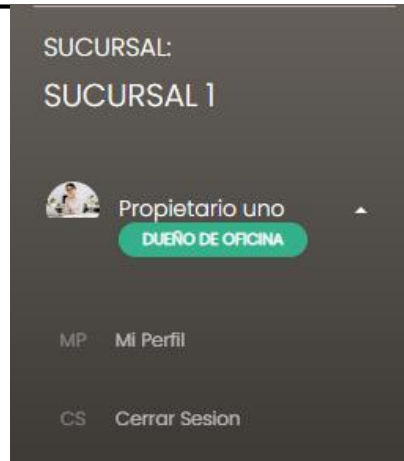 SUCURSAL:
SUCURSAL 1
Propietario uno
DUEÑO DE OFICINA
MP Mi Perfil
CS Cerrar Sesion